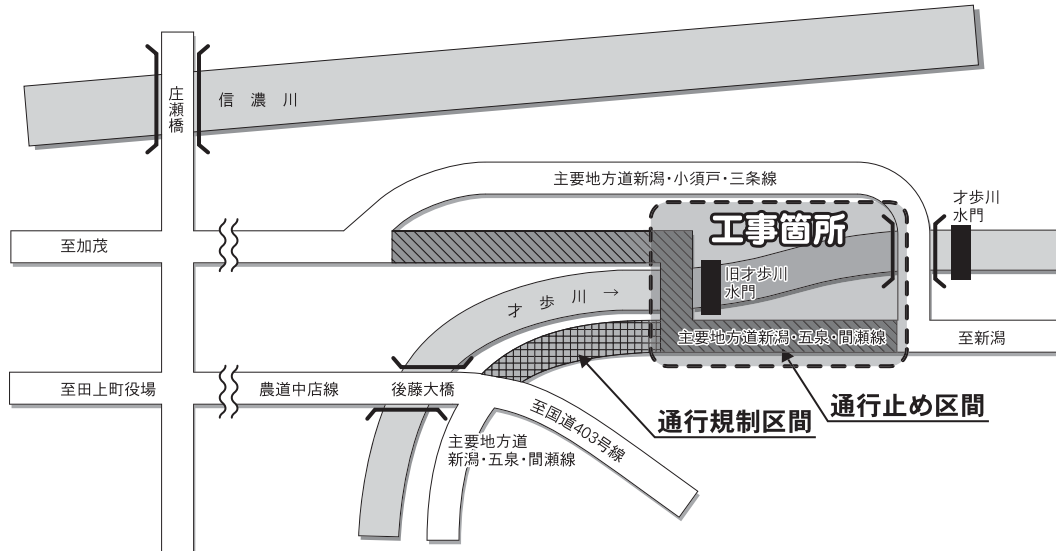 庄瀬橋
信濃川
主要地方道新潟・小須戸・三条線
才歩川
水門
工事箇所
至加茂
旧才歩川
水門
才歩川→
主要地方道新潟・五泉・間瀬線
至新潟
至田上町役場
農道中店線
後藤大橋
通行規制区間
通行止め区間
至国道403号線
主要地方道
新潟・五泉・間瀬線